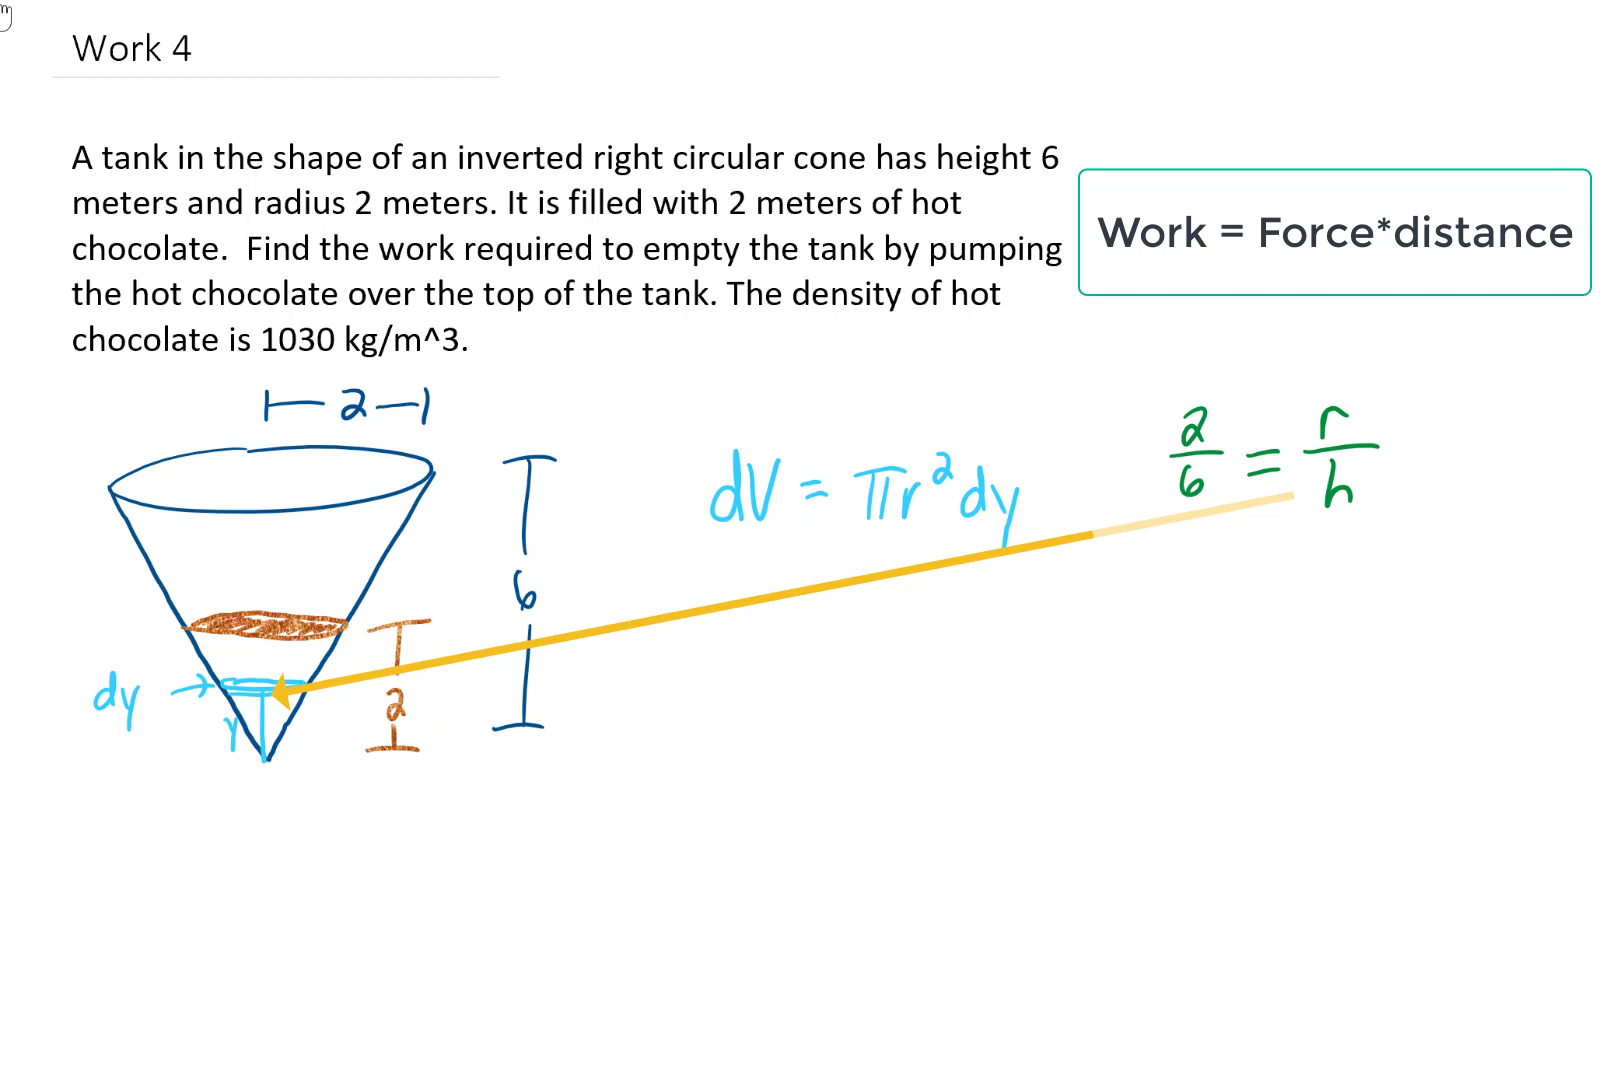 Work 4
A tank in the shape of an inverted right circular cone has height 6
meters and radius 2 meters. It is filled with 2 meters of hot
chocolate.  Find the work required to empty the tank by pumping
the hot chocolate over the top of the tank. The density of hot
chocolate is 1030 kg/m^3.
Work = Force*distance
2
6
2
dy
y
dV = πr²dy
2/6 = r/h